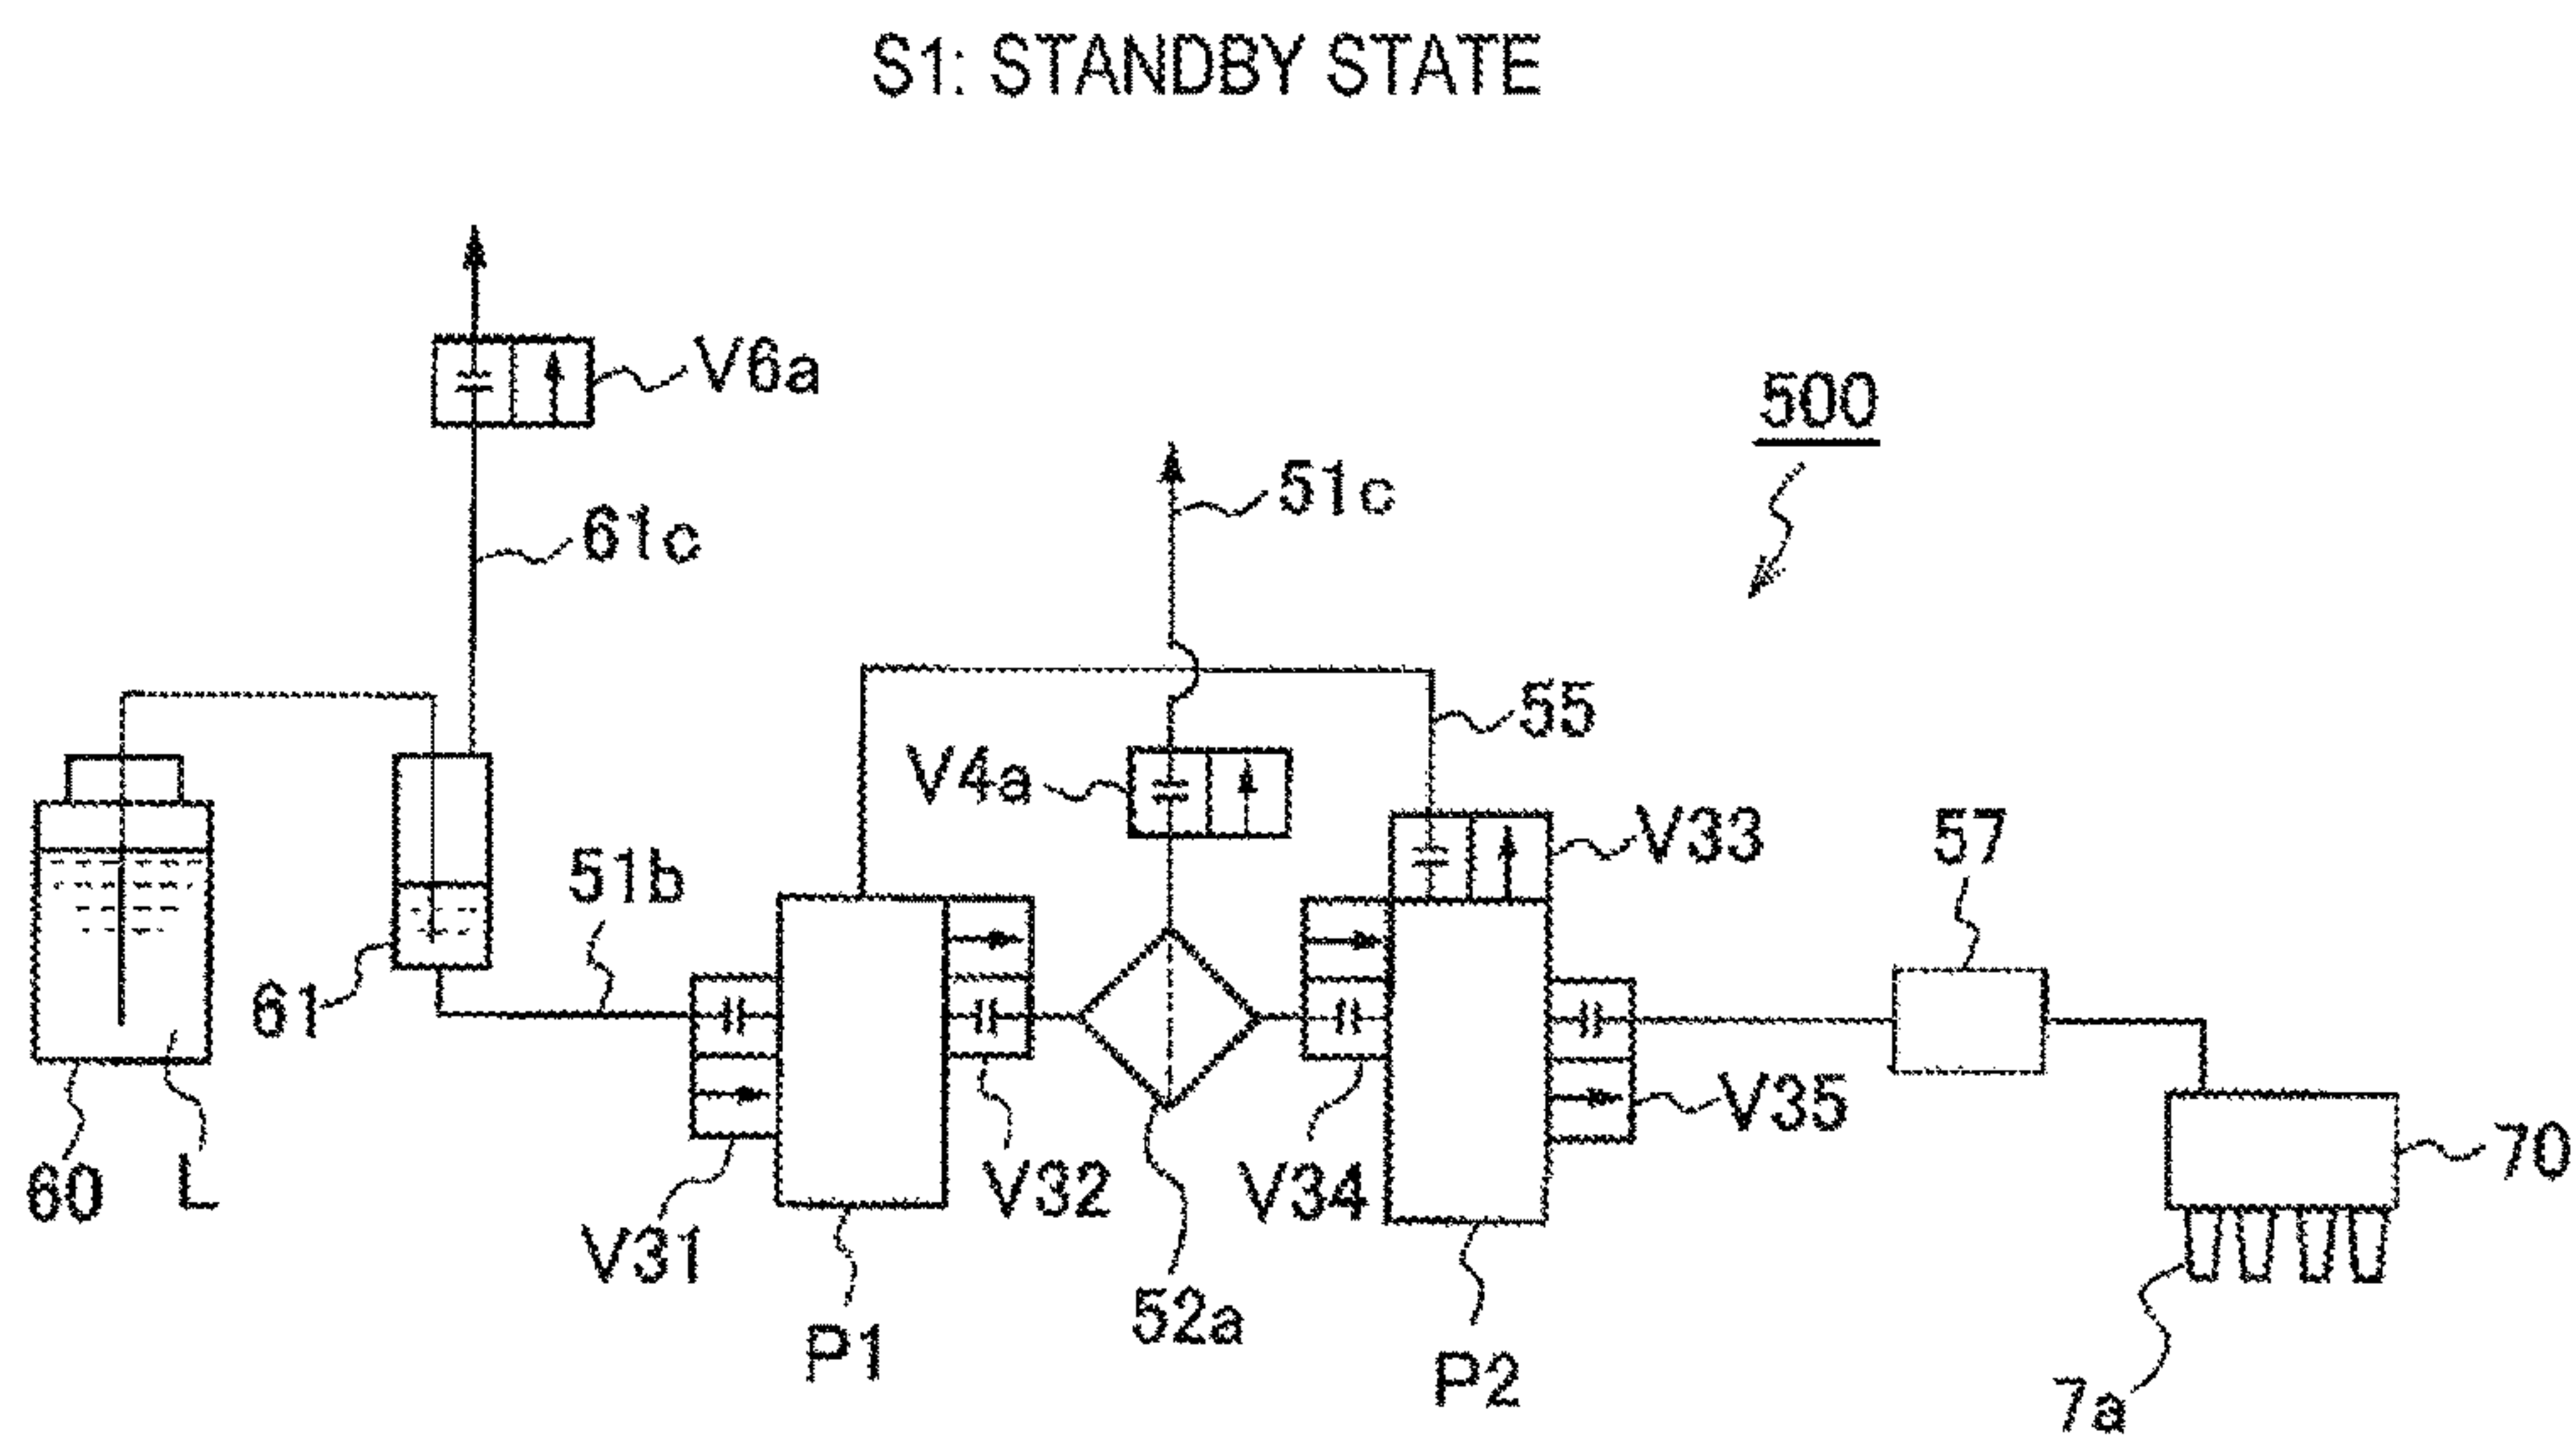 S1: STANDBY STATE
V6a
500
51c
61c
55
V4a
V33
57
51b
61
V35
60
L
V31
V32
V34
70
52a
P1
P2
7a